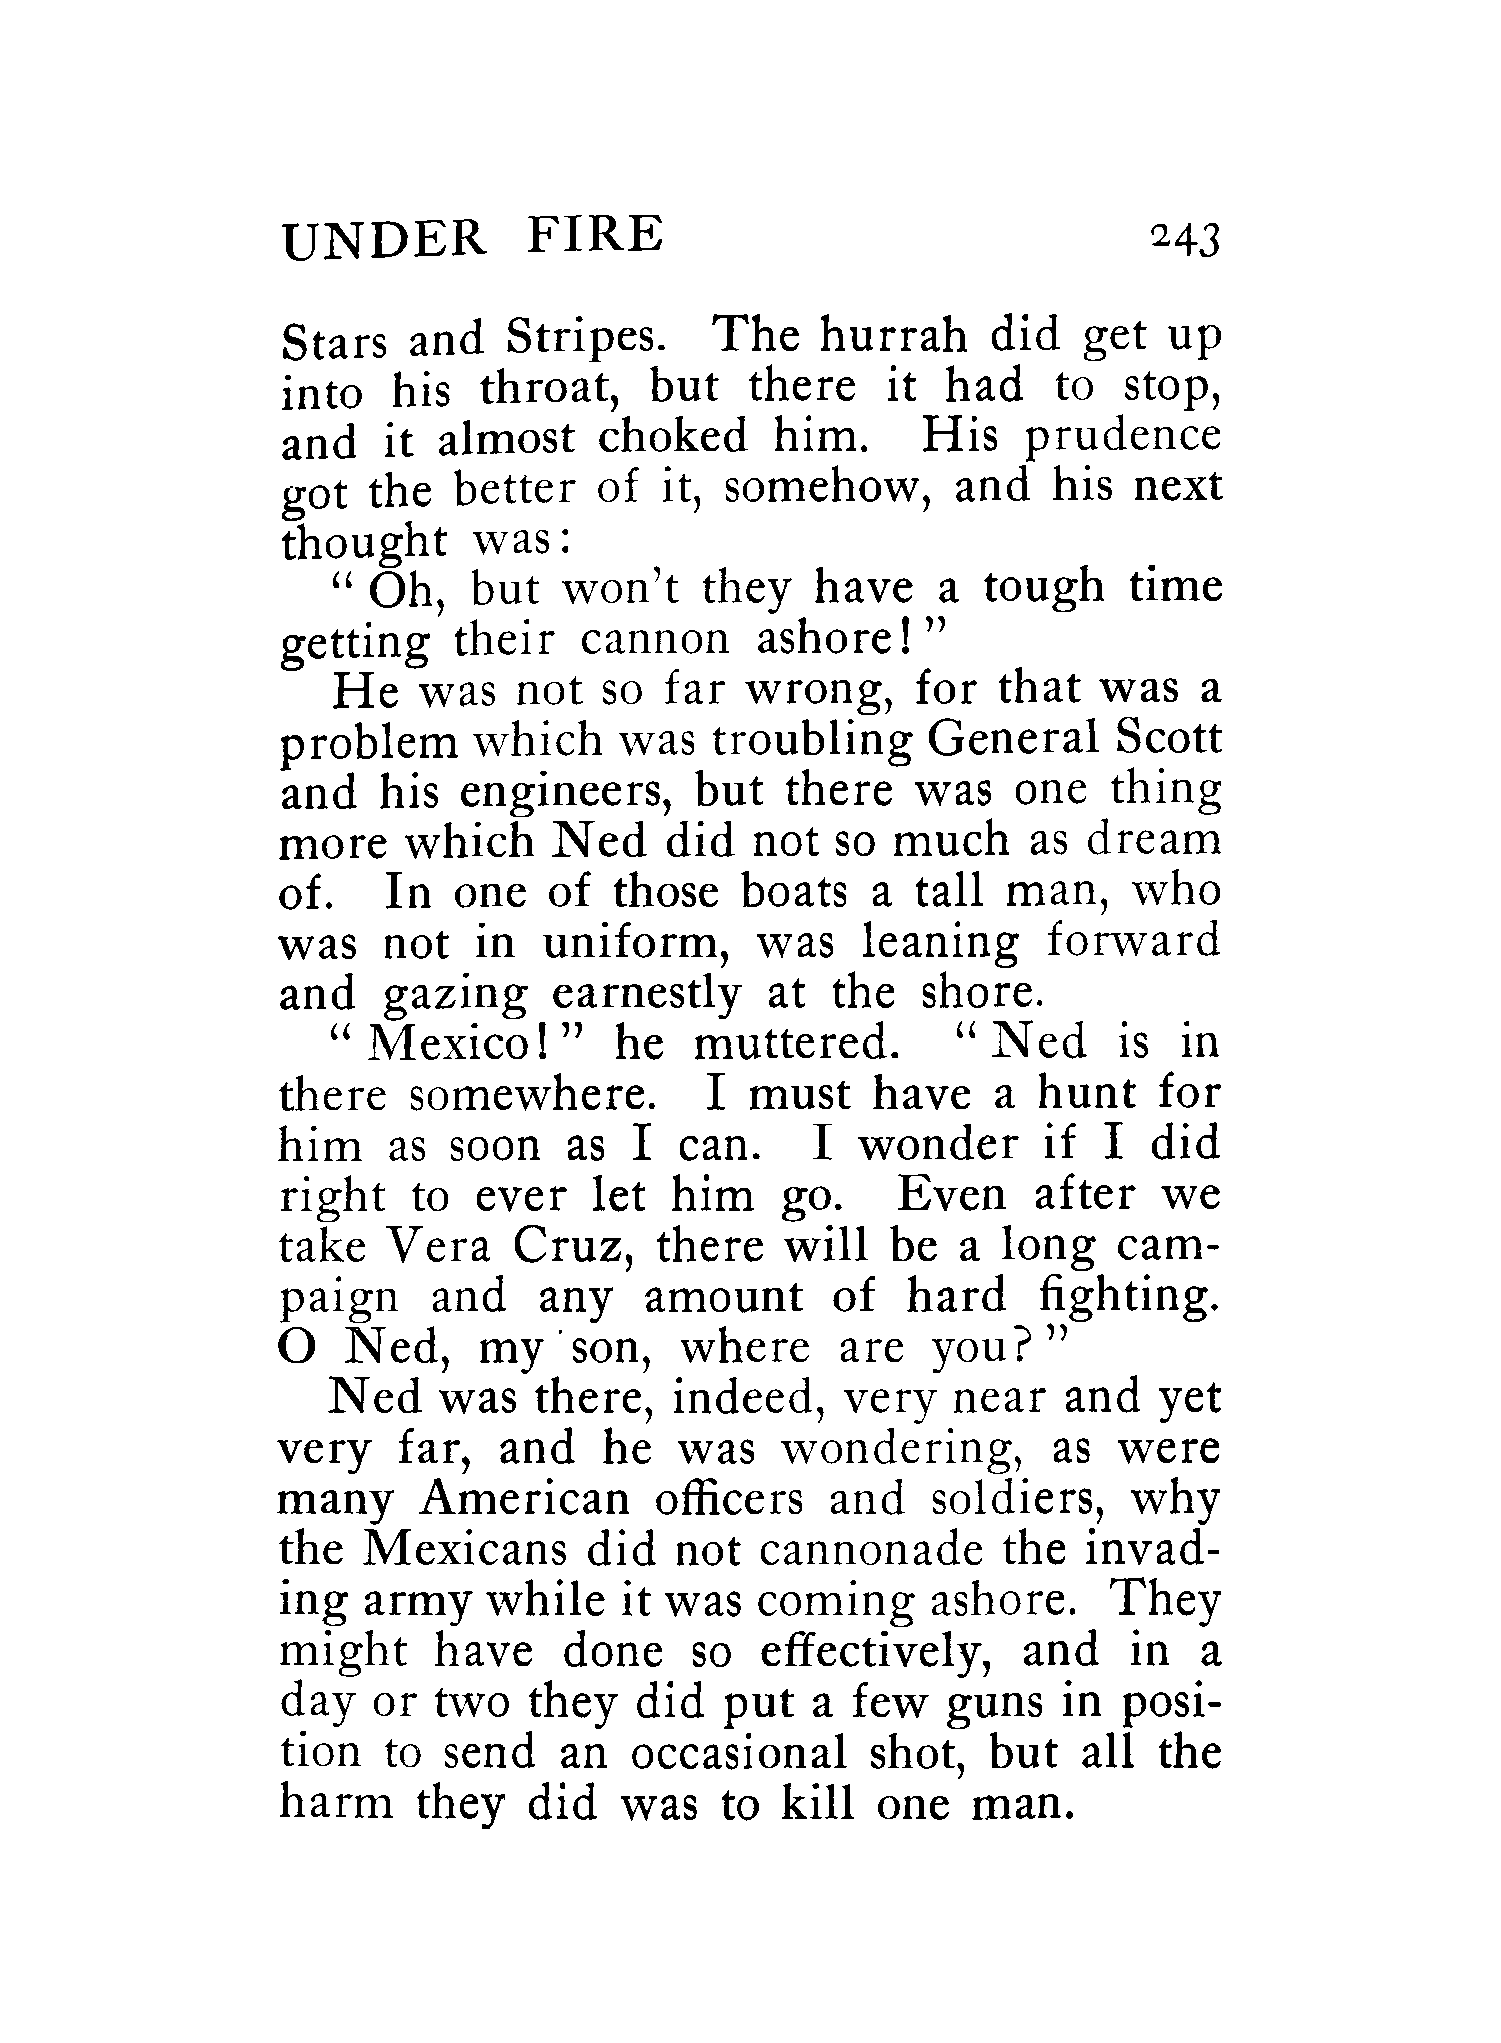 UNDER FIRE 243
Stars and Stripes. The hurrah did get up
into his throat, but there it had to stop,
and it almost choked him. His prudence
got the better of it, somehow, and his next
thought was:
“ Oh, but won’t they have a tough time
getting their cannon ashore! ”
He was not so far wrong, for that was a
problem which was troubling General Scott
and his engineers, but there was one thing
more which Ned did not so much as dream
of. In one of those boats a tall man, who
was not in uniform, was leaning forward
and gazing earnestly at the shore.
“ Mexico! ” he muttered. “ Ned is in
there somewhere. I must have a hunt for
him as soon as I can. I wonder if I did
right to ever let him go. Even after we
take Vera Cruz, there will be a long cam-
paign and any amount of hard fighting.
O Ned, my son, where are you? ”
Ned was there, indeed, very near and yet
very far, and he was wondering, as were
many American officers and soldiers, why
the Mexicans did not cannonade the invad-
ing army while it was coming ashore. They
might have done so effectively, and in a
day or two they did put a few guns in posi-
tion to send an occasional shot, but all the
harm they did was to kill one man.